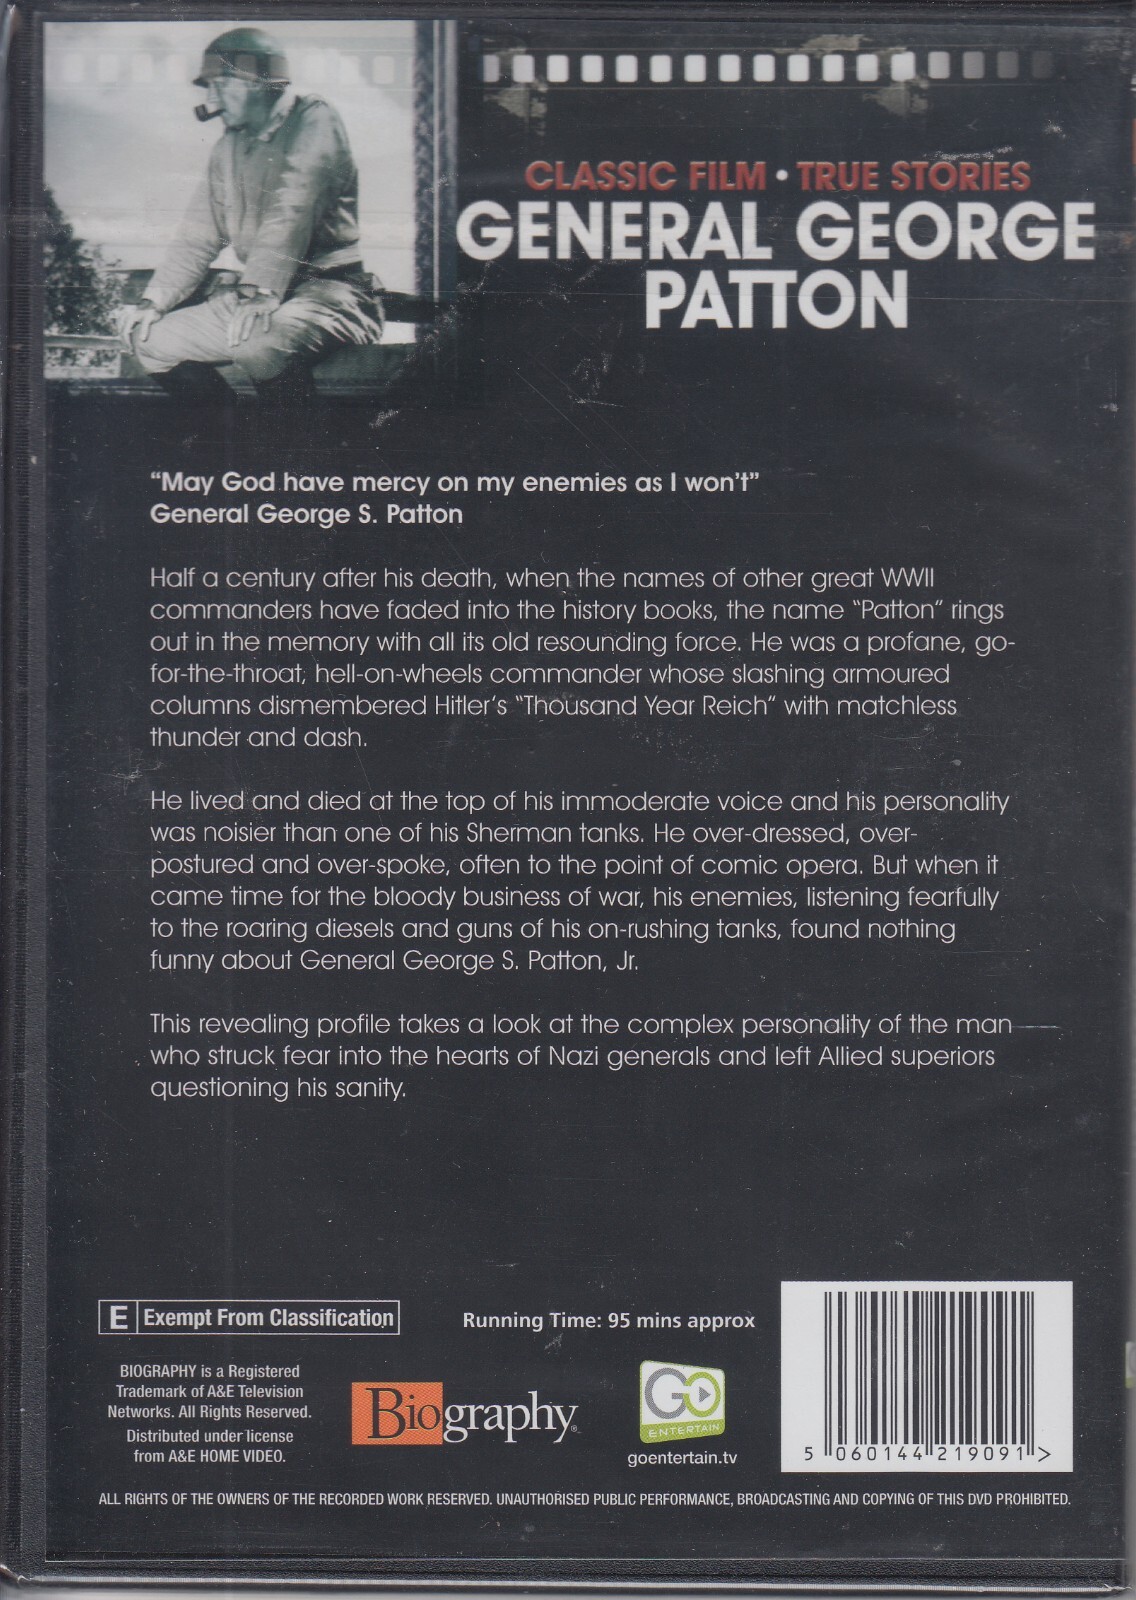 CLASSIC FILM • TRUE STORIES
GENERAL GEORGE
PATTON
“May God have mercy on my enemies as I won't”
General George S. Patton
Half a century after his death, when the names of other great WWII
commanders have faded into the history books, the name “Patton” rings
out in the memory with all its old resounding force. He was a profane, go-
for-the-throat, hell-on-wheels commander whose slashing armoured
columns dismembered Hitler's “Thousand Year Reich” with matchless
thunder and dash.
He lived and died at the top of his immoderate voice and his personality
was noisier than one of his Sherman tanks. He over-dressed, over-
postured and over-spoke, often to the point of comic opera. But when it
came time for the bloody business of war, his enemies, listening fearfully
to the roaring diesels and guns of his on-rushing tanks, found nothing
funny about General George S. Patton, Jr.
This revealing profile takes a look at the complex personality of the man
who struck fear into the hearts of Nazi generals and left Allied superiors
questioning his sanity.
E Exempt From Classification
Running Time: 95 mins approx
BIOGRAPHY is a Registered
Trademark of A&E Television
Networks. All Rights Reserved.
Distributed under license
from A&E HOME VIDEO.
Biography®
GO
ENTERTAIN
goentertain.tv
5 060144 219091 >
ALL RIGHTS OF THE OWNERS OF THE RECORDED WORK RESERVED. UNAUTHORISED PUBLIC PERFORMANCE, BROADCASTING AND COPYING OF THIS DVD PROHIBITED.